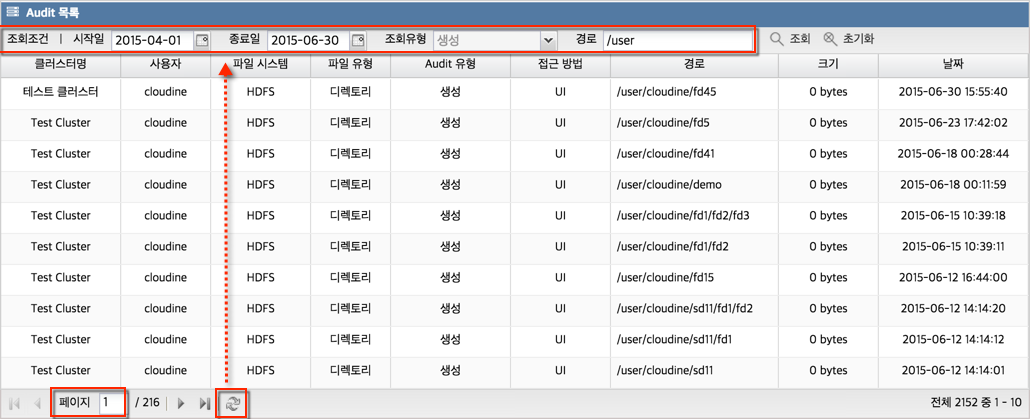 Audit 목록
조회조건 | 시작일 2015-04-01 종료일 2015-06-30 조회유형 생성 경로 /user 조회 초기화
클러스터명 사용자 파일 시스템 파일 유형 Audit 유형 접근 방법 경로 크기 날짜
테스트 클러스터 cloudine HDFS 디렉토리 생성 UI /user/cloudine/fd45 0 bytes 2015-06-30 15:55:40
Test Cluster cloudine HDFS 디렉토리 생성 UI /user/cloudine/fd5 0 bytes 2015-06-23 17:42:02
Test Cluster cloudine HDFS 디렉토리 생성 UI /user/cloudine/fd41 0 bytes 2015-06-18 00:28:44
Test Cluster cloudine HDFS 디렉토리 생성 UI /user/cloudine/demo 0 bytes 2015-06-18 00:11:59
Test Cluster cloudine HDFS 디렉토리 생성 UI /user/cloudine/fd1/fd2/fd3 0 bytes 2015-06-15 10:39:18
Test Cluster cloudine HDFS 디렉토리 생성 UI /user/cloudine/fd1/fd2 0 bytes 2015-06-15 10:39:11
Test Cluster cloudine HDFS 디렉토리 생성 UI /user/cloudine/fd15 0 bytes 2015-06-12 16:44:00
Test Cluster cloudine HDFS 디렉토리 생성 UI /user/cloudine/sd11/fd1/fd2 0 bytes 2015-06-12 14:14:20
Test Cluster cloudine HDFS 디렉토리 생성 UI /user/cloudine/sd11/fd1 0 bytes 2015-06-12 14:14:12
Test Cluster cloudine HDFS 디렉토리 생성 UI /user/cloudine/sd11 0 bytes 2015-06-12 14:14:01
페이지 1 / 216 전체 2152 중 1 - 10